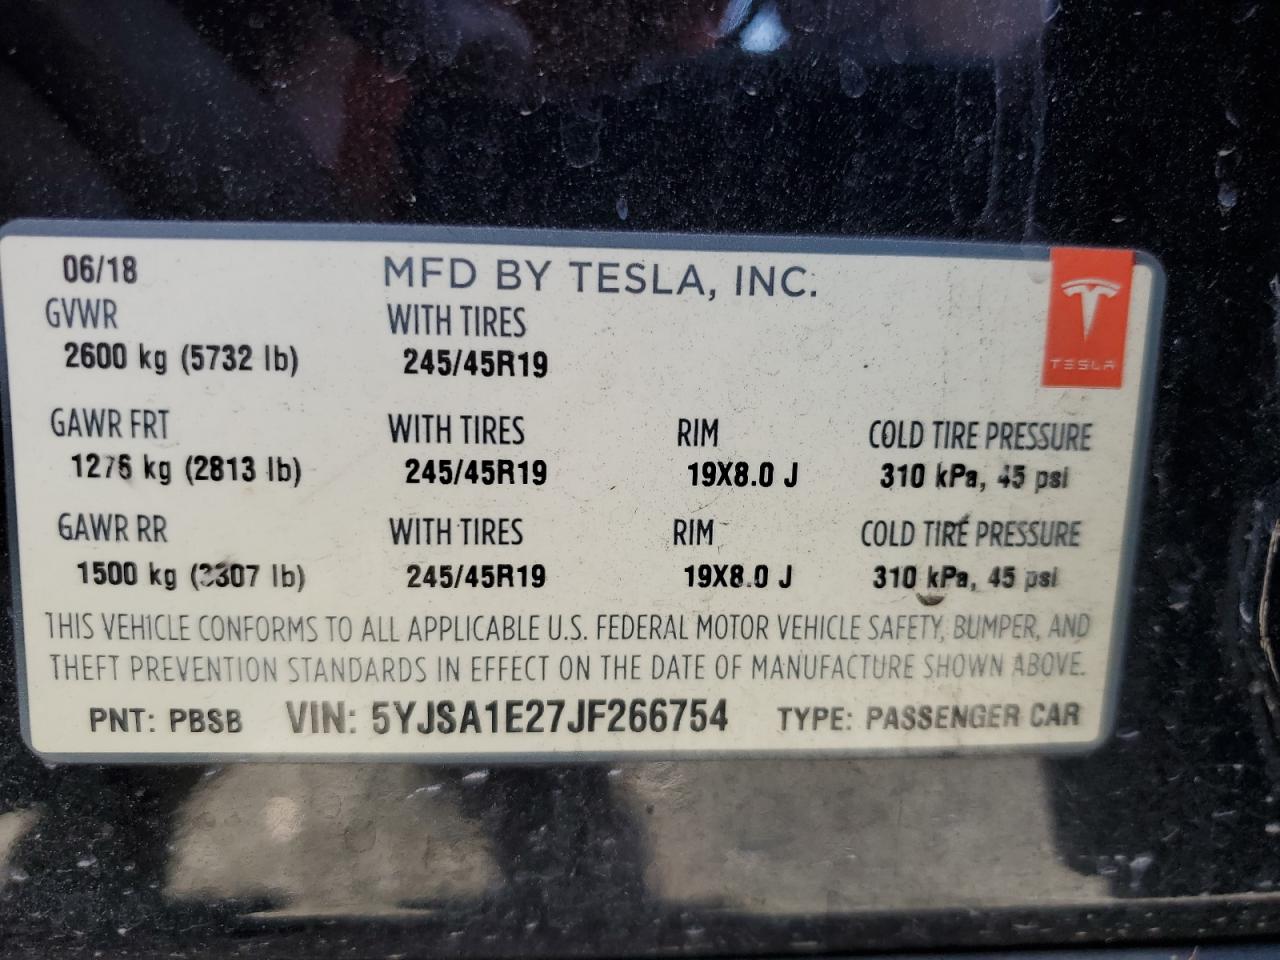 06/18 MFD BY TESLA, INC.
GVWR WITH TIRES
2600 kg (5732 lb) 245/45R19
TESLA
GAWR FRT WITH TIRES RIM COLD TIRE PRESSURE
1276 kg (2813 lb) 245/45R19 19X8.0 J 310 kPa, 45 psi
GAWR RR WITH TIRES RIM COLD TIRE PRESSURE
1500 kg (3307 lb) 245/45R19 19X8.0 J 310 kPa, 45 psi
THIS VEHICLE CONFORMS TO ALL APPLICABLE U.S. FEDERAL MOTOR VEHICLE SAFETY, BUMPER, AND
THEFT PREVENTION STANDARDS IN EFFECT ON THE DATE OF MANUFACTURE SHOWN ABOVE.
PNT: PBSB VIN: 5YJSA1E27JF266754 TYPE: PASSENGER CAR